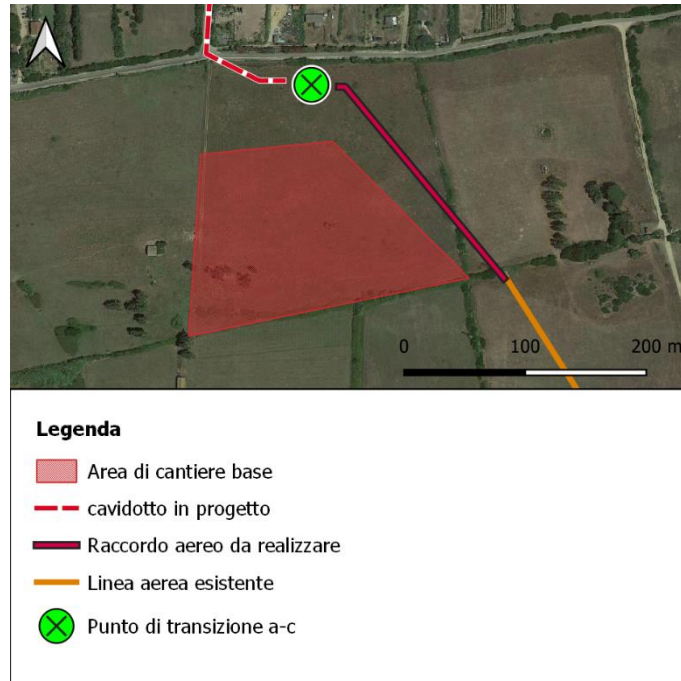 0 100 200 m
Legenda
Area di cantiere base
cavidotto in progetto
Raccordo aereo da realizzare
Linea aerea esistente
Punto di transizione a-c